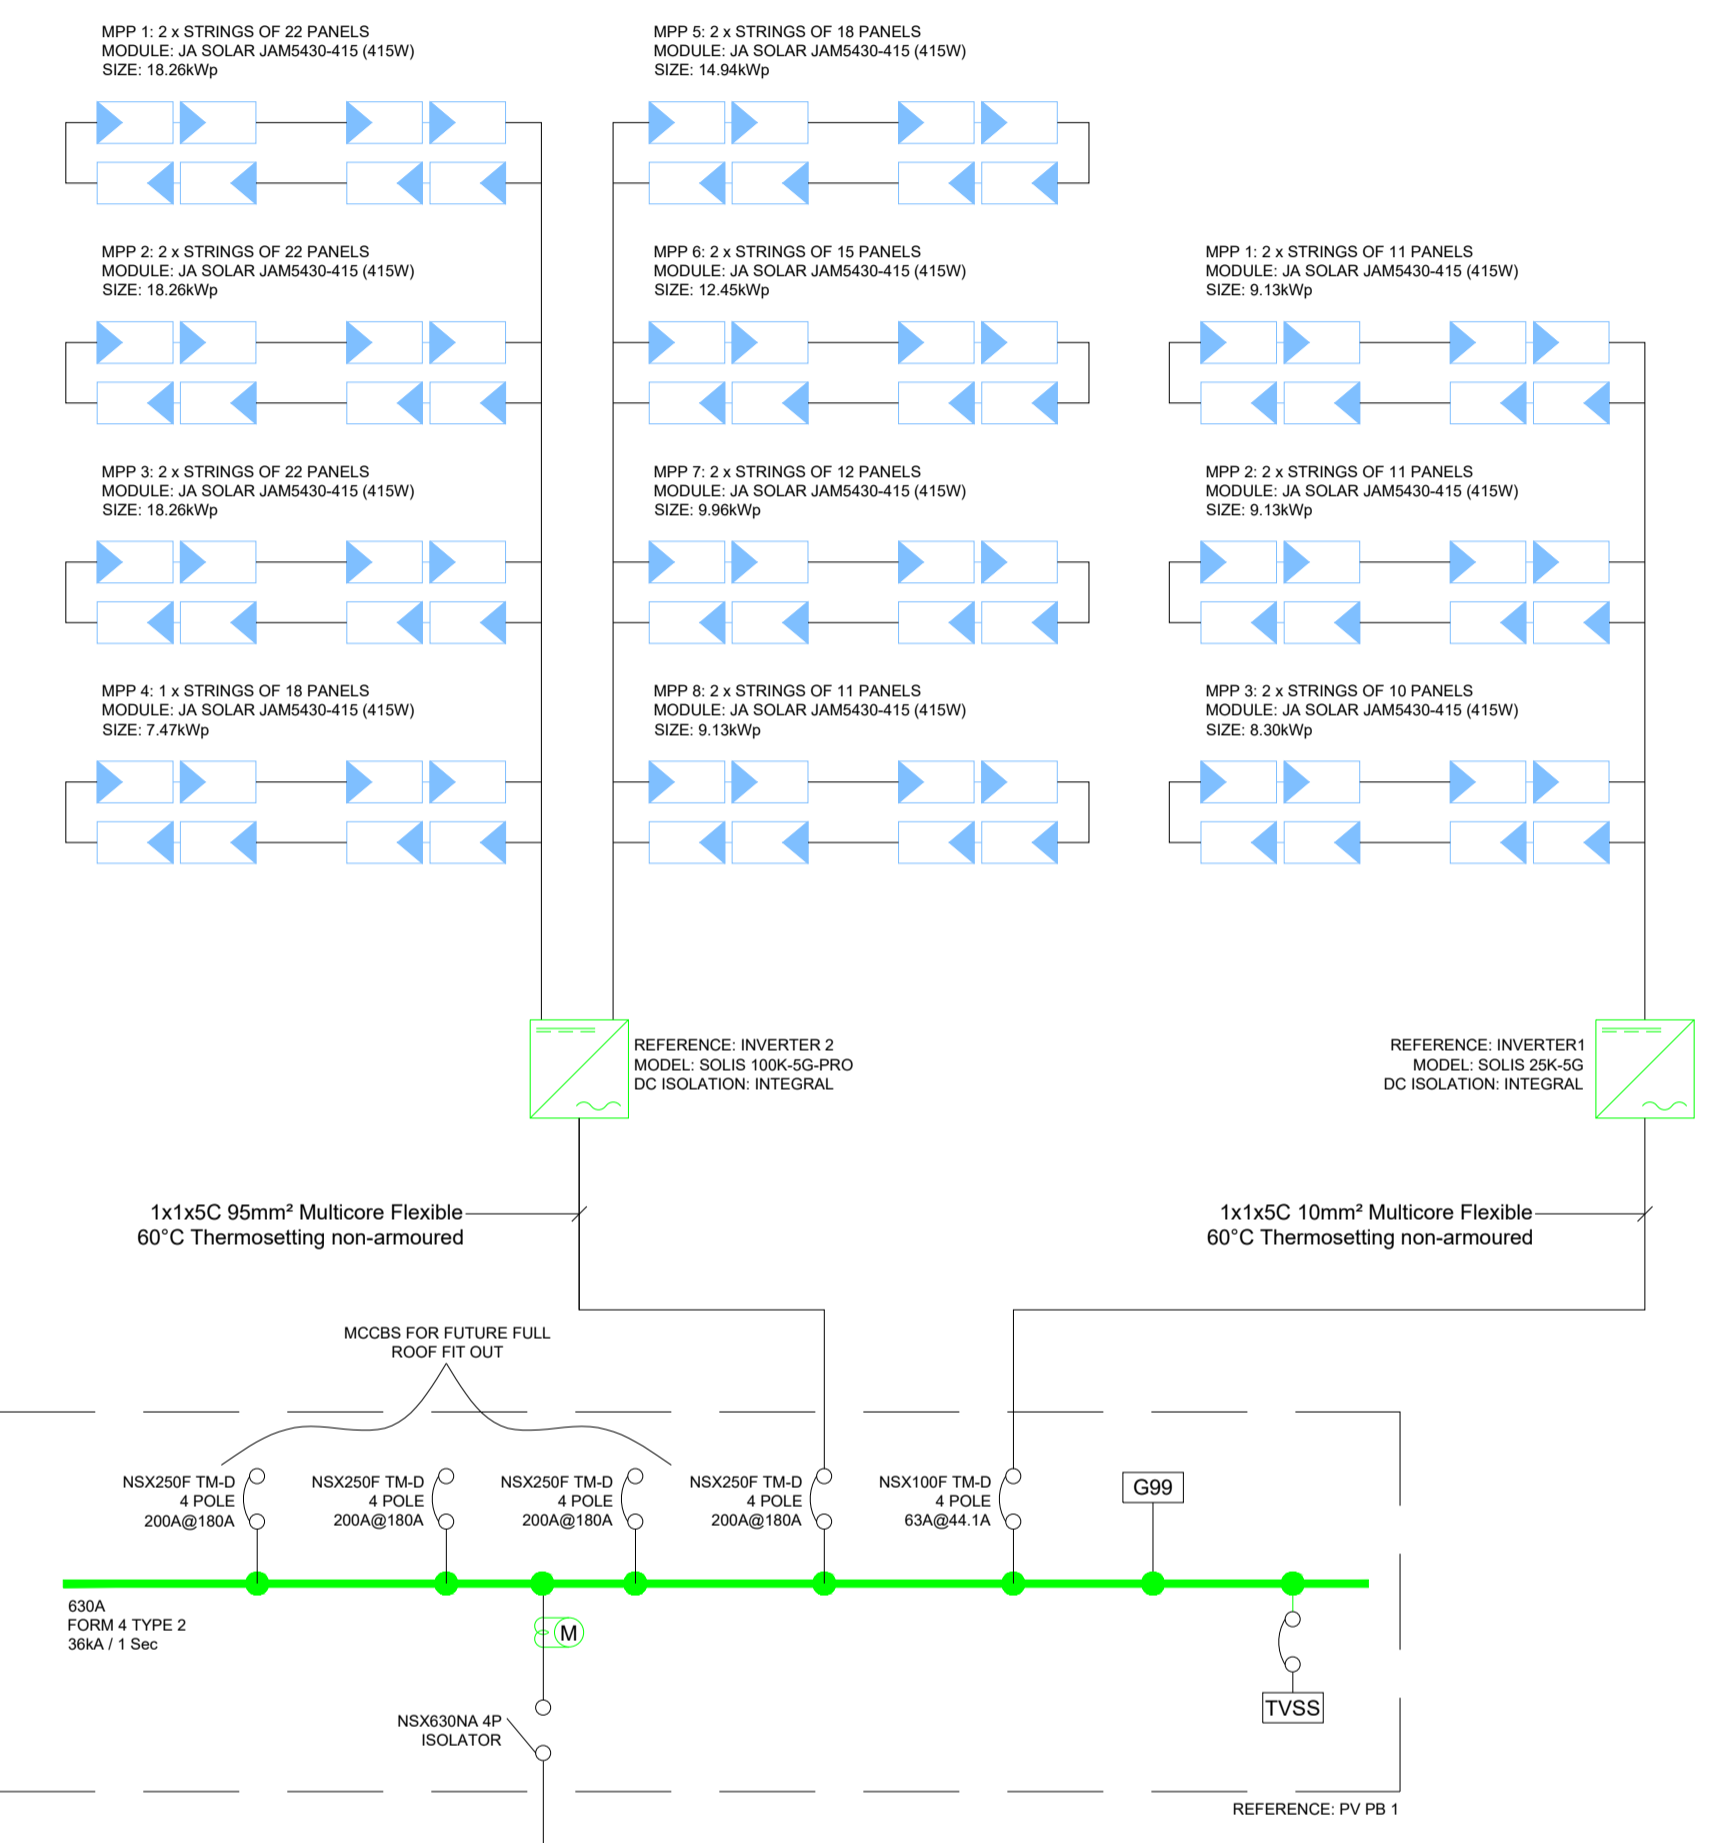 MPP 1: 2 x STRINGS OF 22 PANELS
MODULE: JA SOLAR JAM5430-415 (415W)
SIZE: 18.26kWp
MPP 5: 2 x STRINGS OF 18 PANELS
MODULE: JA SOLAR JAM5430-415 (415W)
SIZE: 14.94kWp
MPP 2: 2 x STRINGS OF 22 PANELS
MODULE: JA SOLAR JAM5430-415 (415W)
SIZE: 18.26kWp
MPP 6: 2 x STRINGS OF 15 PANELS
MODULE: JA SOLAR JAM5430-415 (415W)
SIZE: 12.45kWp
MPP 1: 2 x STRINGS OF 11 PANELS
MODULE: JA SOLAR JAM5430-415 (415W)
SIZE: 9.13kWp
MPP 3: 2 x STRINGS OF 22 PANELS
MODULE: JA SOLAR JAM5430-415 (415W)
SIZE: 18.26kWp
MPP 7: 2 x STRINGS OF 12 PANELS
MODULE: JA SOLAR JAM5430-415 (415W)
SIZE: 9.96kWp
MPP 2: 2 x STRINGS OF 11 PANELS
MODULE: JA SOLAR JAM5430-415 (415W)
SIZE: 9.13kWp
MPP 4: 1 x STRINGS OF 18 PANELS
MODULE: JA SOLAR JAM5430-415 (415W)
SIZE: 7.47kWp
MPP 8: 2 x STRINGS OF 11 PANELS
MODULE: JA SOLAR JAM5430-415 (415W)
SIZE: 9.13kWp
MPP 3: 2 x STRINGS OF 10 PANELS
MODULE: JA SOLAR JAM5430-415 (415W)
SIZE: 8.30kWp
REFERENCE: INVERTER 2
MODEL: SOLIS 100K-5G-PRO
DC ISOLATION: INTEGRAL
REFERENCE: INVERTER1
MODEL: SOLIS 25K-5G
DC ISOLATION: INTEGRAL
1x1x5C 95mm² Multicore Flexible
60°C Thermosetting non-armoured
1x1x5C 10mm² Multicore Flexible
60°C Thermosetting non-armoured
MCCBS FOR FUTURE FULL
ROOF FIT OUT
NSX250F TM-D
4 POLE
200A@180A
NSX250F TM-D
4 POLE
200A@180A
NSX250F TM-D
4 POLE
200A@180A
NSX250F TM-D
4 POLE
200A@180A
NSX100F TM-D
4 POLE
63A@44.1A
G99
630A
FORM 4 TYPE 2
36kA / 1 Sec
M
NSX630NA 4P
ISOLATOR
TVSS
REFERENCE: PV PB 1